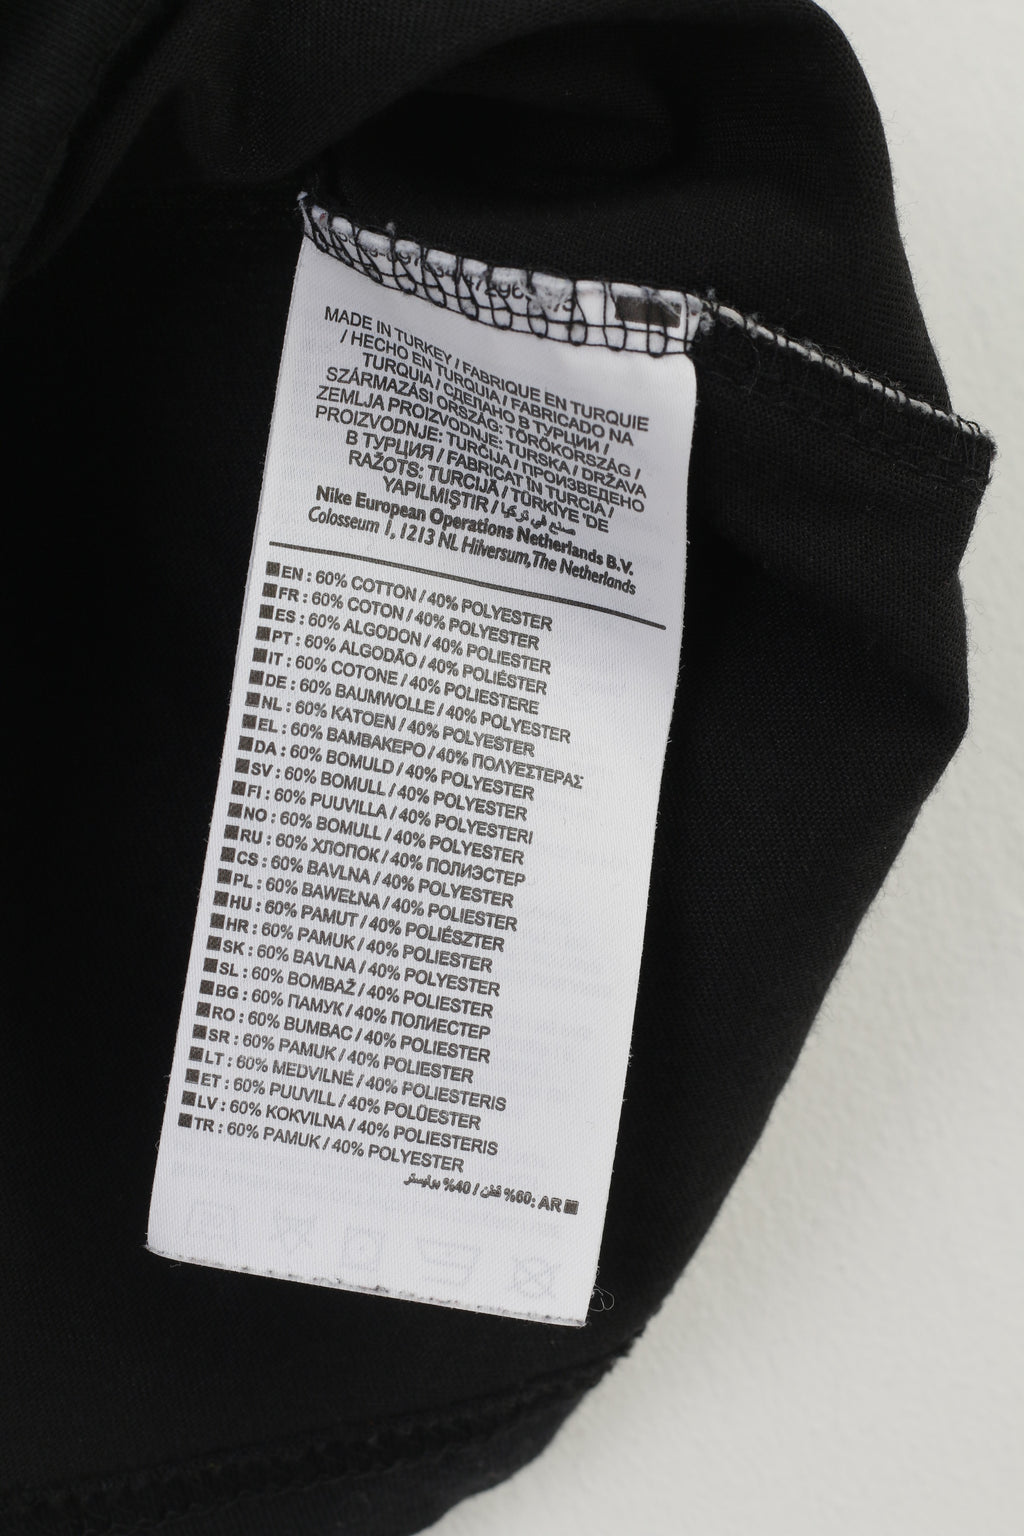 MADE IN TURKEY / FABRIQUE EN TURQUIE
/ HECHO EN TURQUIA / FABRICADO NA
TURQUIA / СДЕЛАНО В ТУРЦИИ /
SZÁRMAZÁSI ORSZÁG: TÖRÖKORSZÁG /
ZEMLJA PROIZVODNJE: TURSKA / DRŽAVA
PROIZVODNJE: TURČIJA / ПРОИЗВЕДЕНО
В ТУРЦИЯ / FABRICAT IN TURCIA /
RAŽOTS: TURCIJĀ / TÜRKIYE 'DE
YAPILMIŞTIR / صنع في تركيا
Nike European Operations Netherlands B.V.
Colosseum 1, 1213 NL Hilversum, The Netherlands
EN : 60% COTTON / 40% POLYESTER
FR : 60% COTON / 40% POLYESTER
ES : 60% ALGODON / 40% POLIESTER
PT : 60% ALGODÃO / 40% POLIÉSTER
IT : 60% COTONE / 40% POLIESTERE
DE : 60% BAUMWOLLE / 40% POLYESTER
NL : 60% KATOEN / 40% POLYESTER
EL : 60% ΒΑΜΒΑΚΕΡΟ / 40% ΠΟΛΥΕΣΤΕΡΑΣ
DA : 60% BOMULD / 40% POLYESTER
SV : 60% BOMULL / 40% POLYESTER
FI : 60% PUUVILLA / 40% POLYESTERI
NO : 60% BOMULL / 40% POLYESTER
RU : 60% ХЛОПОК / 40% ПОЛИЭСТЕР
CS : 60% BAVLNA / 40% POLYESTER
PL : 60% BAWEŁNA / 40% POLIESTER
HU : 60% PAMUT / 40% POLIÉSZTER
HR : 60% PAMUK / 40% POLIESTER
SK : 60% BAVLNA / 40% POLYESTER
SL : 60% BOMBAŽ / 40% POLIESTER
BG : 60% ПАМУК / 40% ПОЛИЕСТЕР
RO : 60% BUMBAC / 40% POLIESTER
SR : 60% PAMUK / 40% POLIESTER
LT : 60% MEDVILNĖ / 40% POLIESTERIS
ET : 60% PUUVILL / 40% POLÜESTER
LV : 60% KOKVILNA / 40% POLIESTERIS
TR : 60% PAMUK / 40% POLYESTER
AR :60% قطن / 40% بوليستر